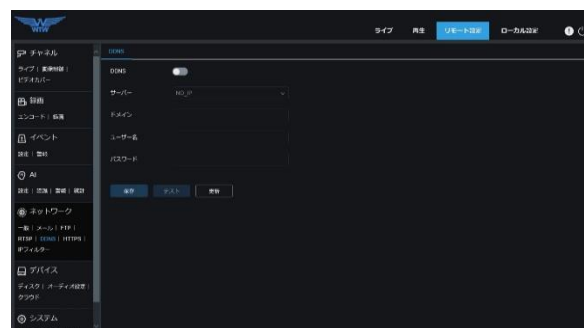 WTW
ライブ 再生 リモート設定 ローカル設定
チャネル
ライブ | 画像制御 |
ビデオカバー
録画
エンコード | 録画
イベント
設定 | 警報
AI
設定 | 認識 | 警報 | 統計
ネットワーク
一般 | メール | FTP |
RTSP | DDNS | HTTPS |
IPフィルター
デバイス
ディスク | オーディオ設定 |
クラウド
システム
DDNS
DDNS
サーバー NO_IP
ドメイン
ユーザー名
パスワード
保存 テスト 更新